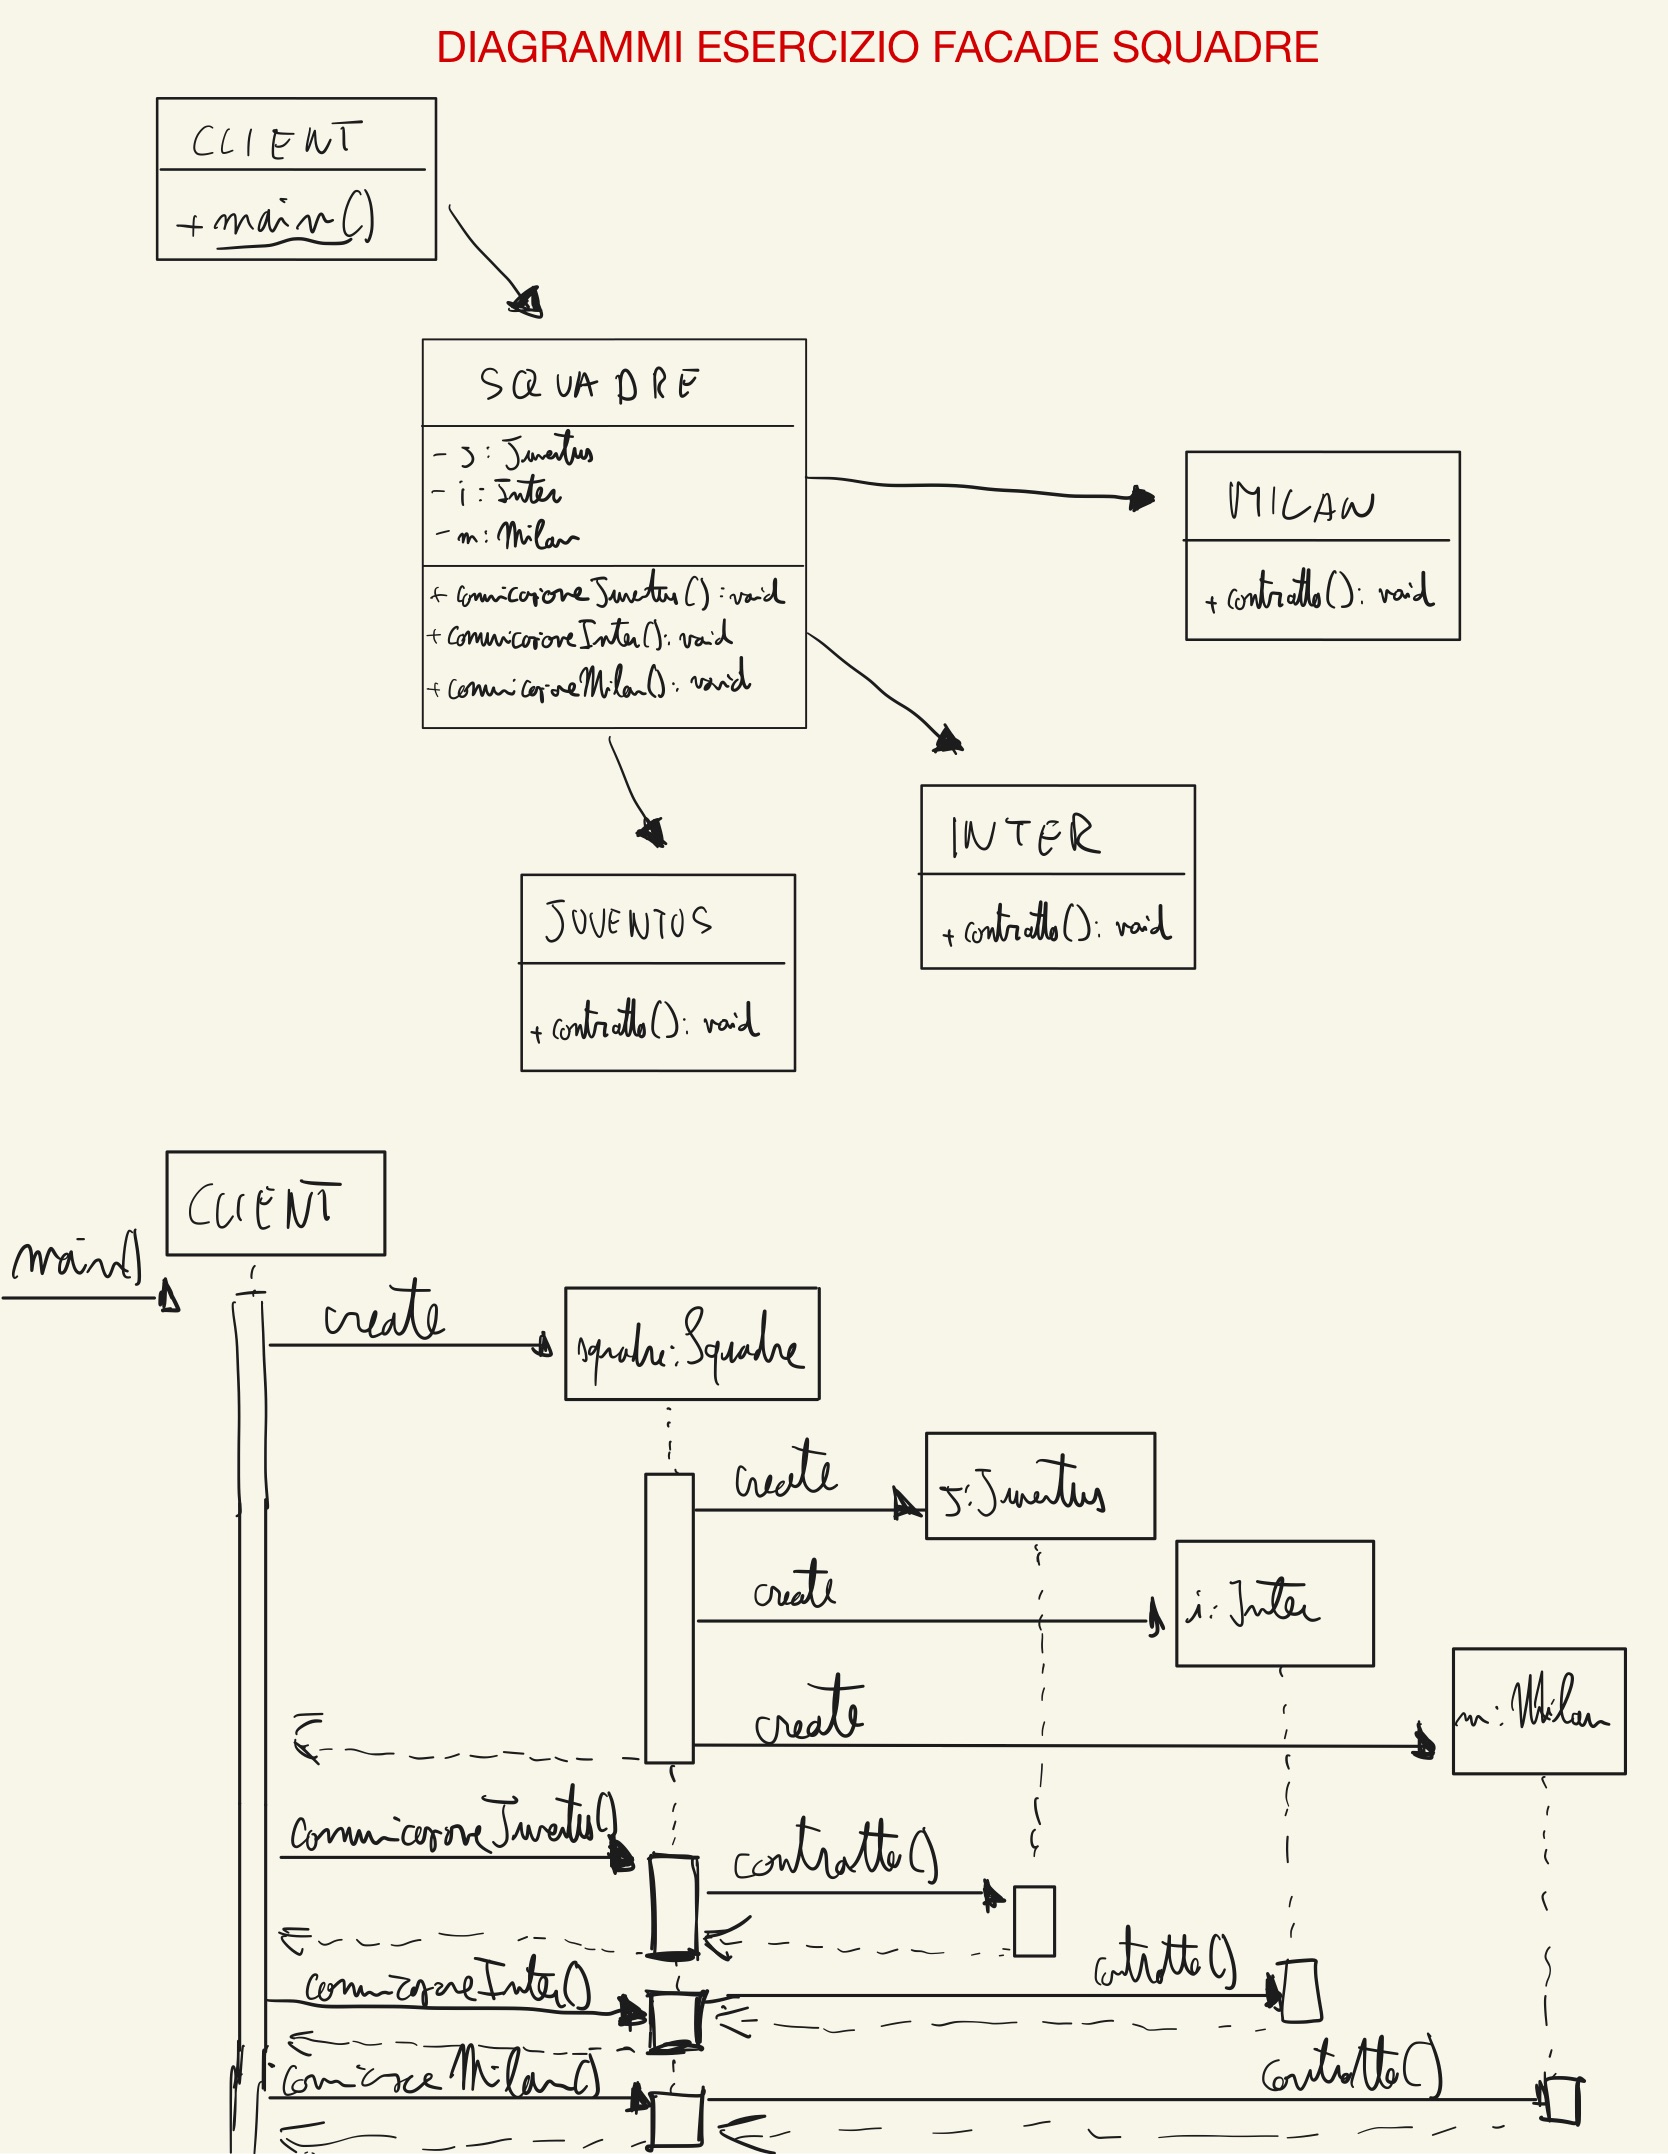 DIAGRAMMI ESERCIZIO FACADE SQUADRE
CLIENT
+ main()
SQUADRE
- J : Juventus
- i : Inter
- m : Milan
+ comunicazioneJuventus() : void
+ comunicazioneInter() : void
+ comunicazioneMilan() : void
MILAN
+ contratto() : void
INTER
+ contratto() : void
JUVENTUS
+ contratto() : void
CLIENT
main()
create
squadre : Squadre
create
J : Juventus
create
i : Inter
create
m : Milan
comunicazioneJuventus()
contratto()
comunicazioneInter()
contratto()
comunicazioneMilan()
contratto()